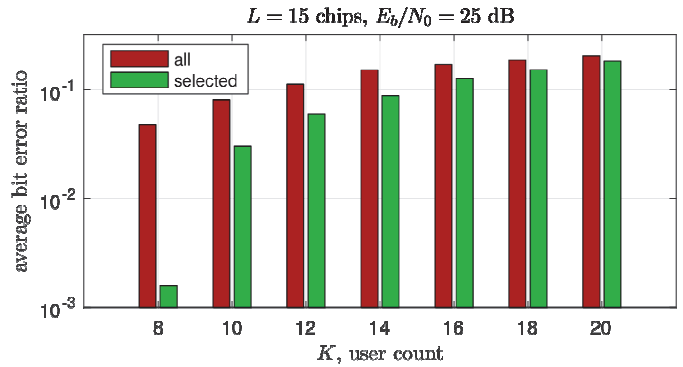 L = 15 chips, E_b/N_0 = 25 dB
all
selected
average bit error ratio
10^-1
10^-2
10^-3
8 10 12 14 16 18 20
K, user count